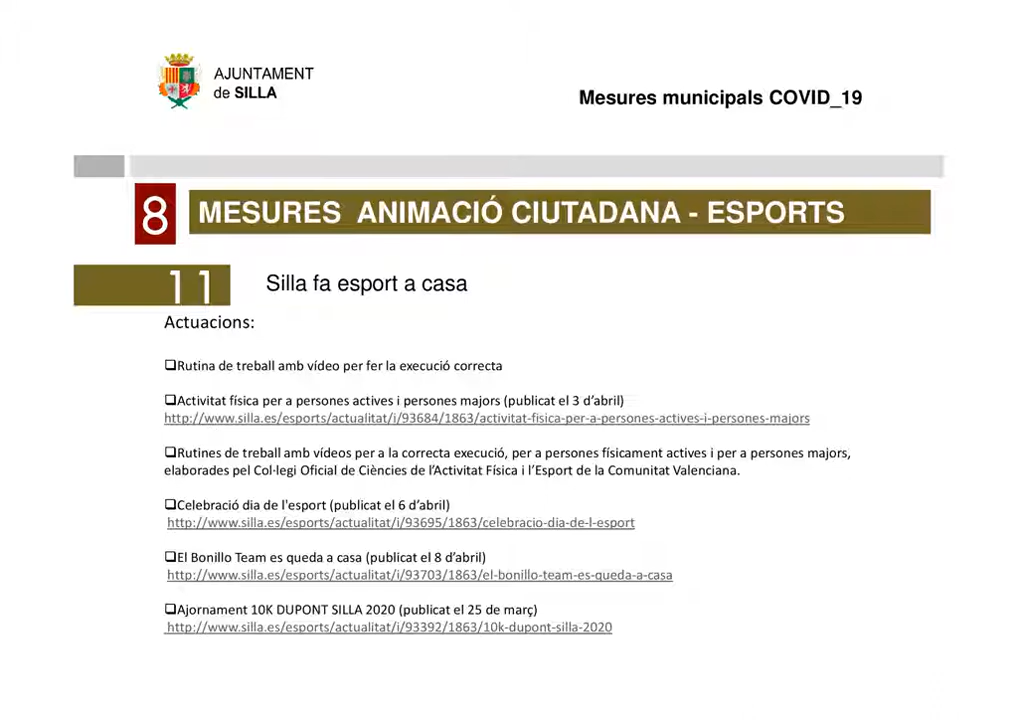 AJUNTAMENT
de SILLA
Mesures municipals COVID_19
8
MESURES ANIMACIÓ CIUTADANA - ESPORTS
11
Silla fa esport a casa
Actuacions:
❑Rutina de treball amb vídeo per fer la execució correcta
❑Activitat física per a persones actives i persones majors (publicat el 3 d’abril)
http://www.silla.es/esports/actualitat/i/93684/1863/activitat-fisica-per-a-persones-actives-i-persones-majors
❑Rutines de treball amb vídeos per a la correcta execució, per a persones físicament actives i per a persones majors,
elaborades pel Col·legi Oficial de Ciències de l’Activitat Física i l’Esport de la Comunitat Valenciana.
❑Celebració dia de l'esport (publicat el 6 d’abril)
http://www.silla.es/esports/actualitat/i/93695/1863/celebracio-dia-de-l-esport
❑El Bonillo Team es queda a casa (publicat el 8 d’abril)
http://www.silla.es/esports/actualitat/i/93703/1863/el-bonillo-team-es-queda-a-casa
❑Ajornament 10K DUPONT SILLA 2020 (publicat el 25 de març)
http://www.silla.es/esports/actualitat/i/93392/1863/10k-dupont-silla-2020